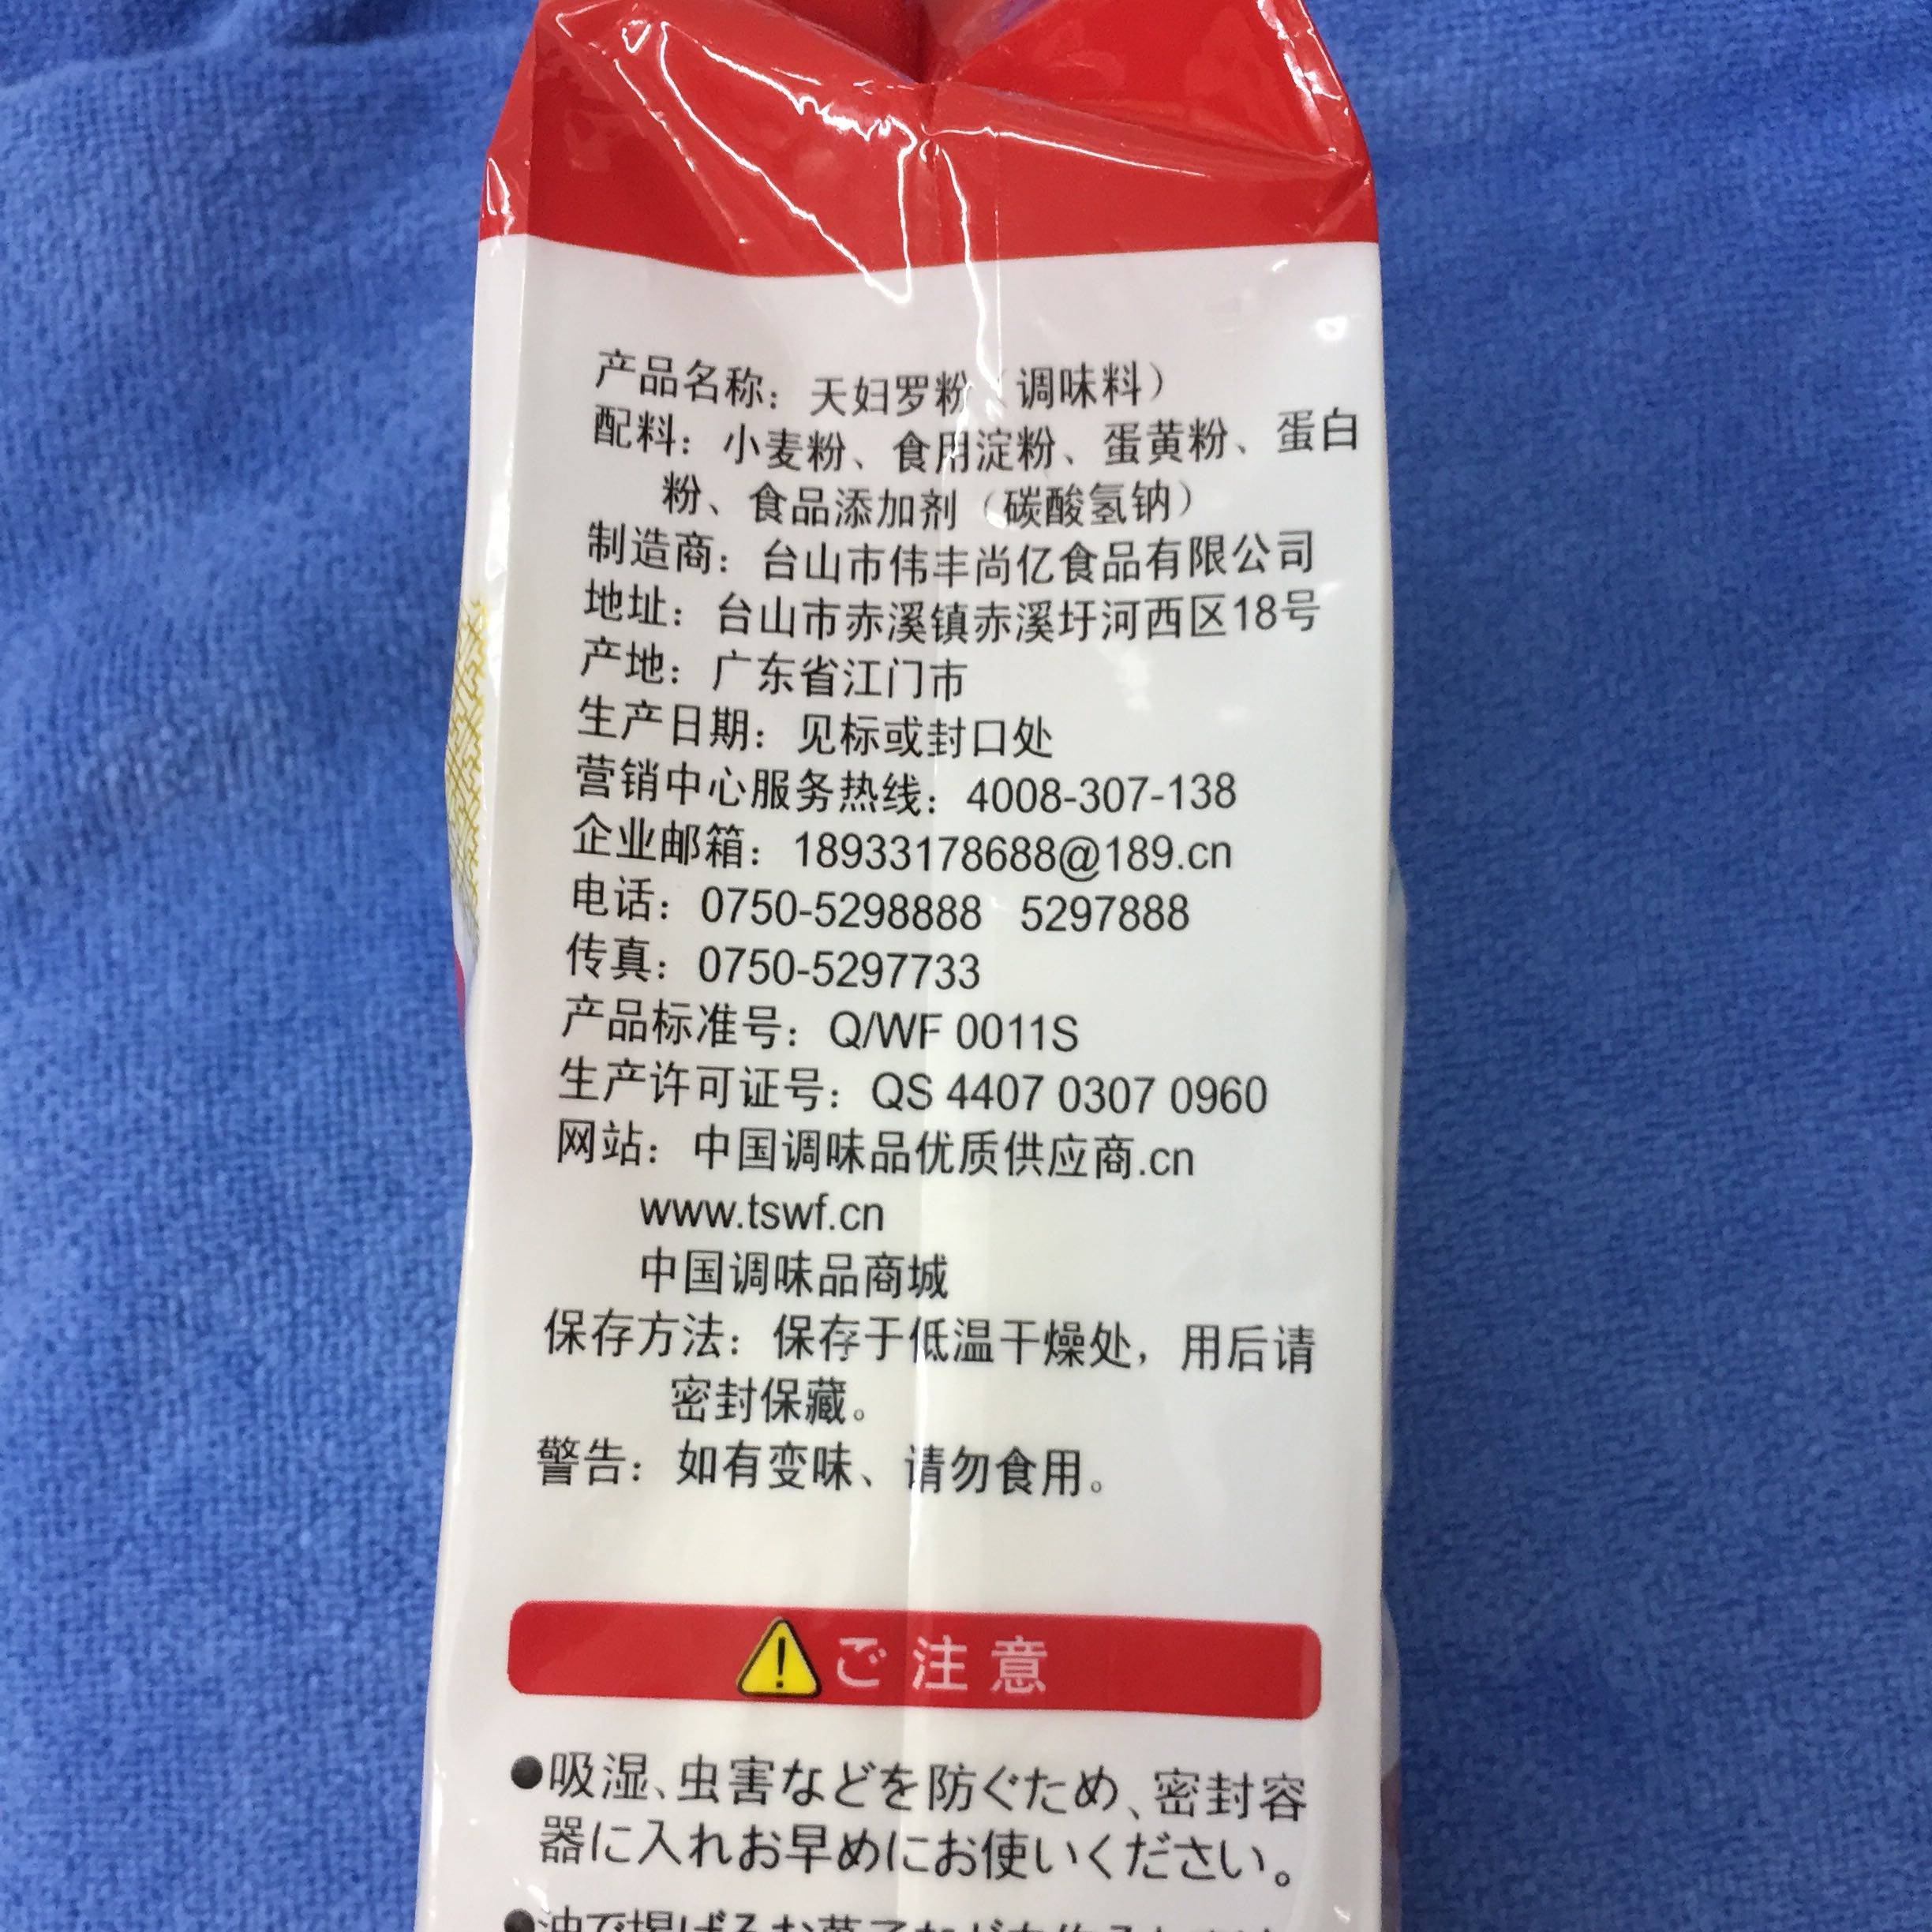 产品名称：天妇罗粉（调味料）
配料：小麦粉、食用淀粉、蛋黄粉、蛋白
粉、食品添加剂（碳酸氢钠）
制造商：台山市伟丰尚亿食品有限公司
地址：台山市赤溪镇赤溪圩河西区18号
产地：广东省江门市
生产日期：见标或封口处
营销中心服务热线：4008-307-138
企业邮箱：18933178688@189.cn
电话：0750-5298888 5297888
传真：0750-5297733
产品标准号：Q/WF 0011S
生产许可证号：QS 4407 0307 0960
网站：中国调味品优质供应商.cn
www.tswf.cn
中国调味品商城
保存方法：保存于低温干燥处，用后请
密封保藏。
警告：如有变味、请勿食用。
ご注意
●吸湿、虫害などを防ぐため、密封容
器に入れお早めにお使いください。